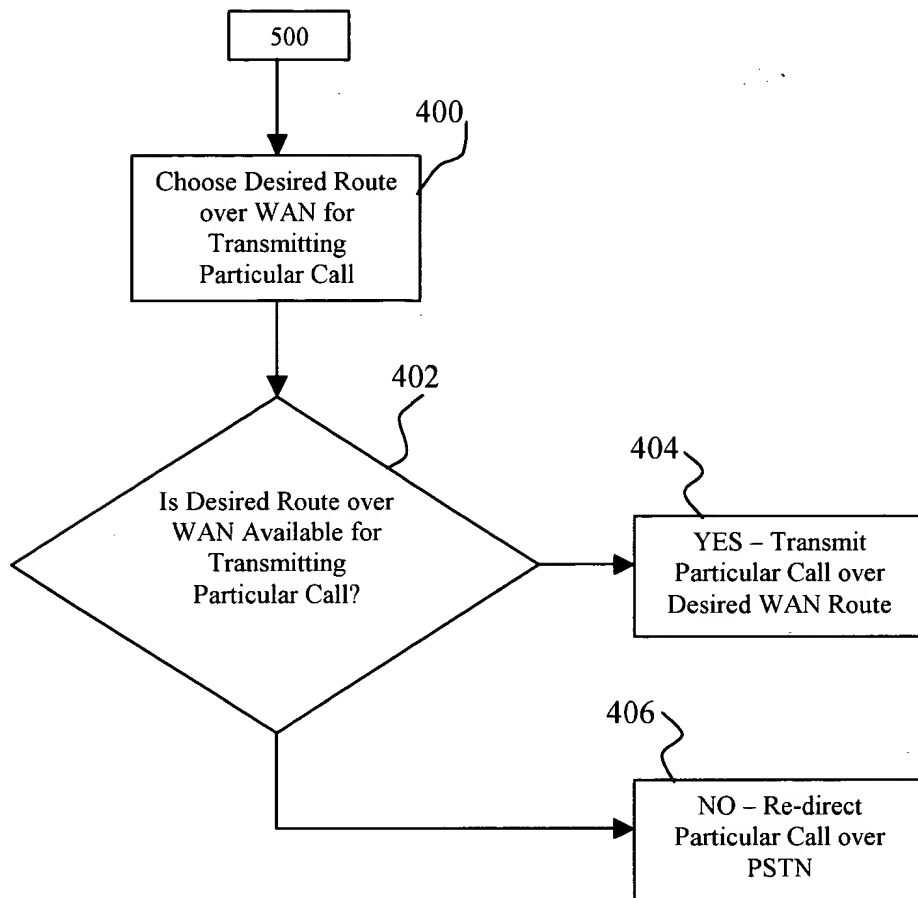 500
400
Choose Desired Route
over WAN for
Transmitting
Particular Call
402
Is Desired Route over
WAN Available for
Transmitting
Particular Call?
404
YES – Transmit
Particular Call over
Desired WAN Route
406
NO – Re-direct
Particular Call over
PSTN